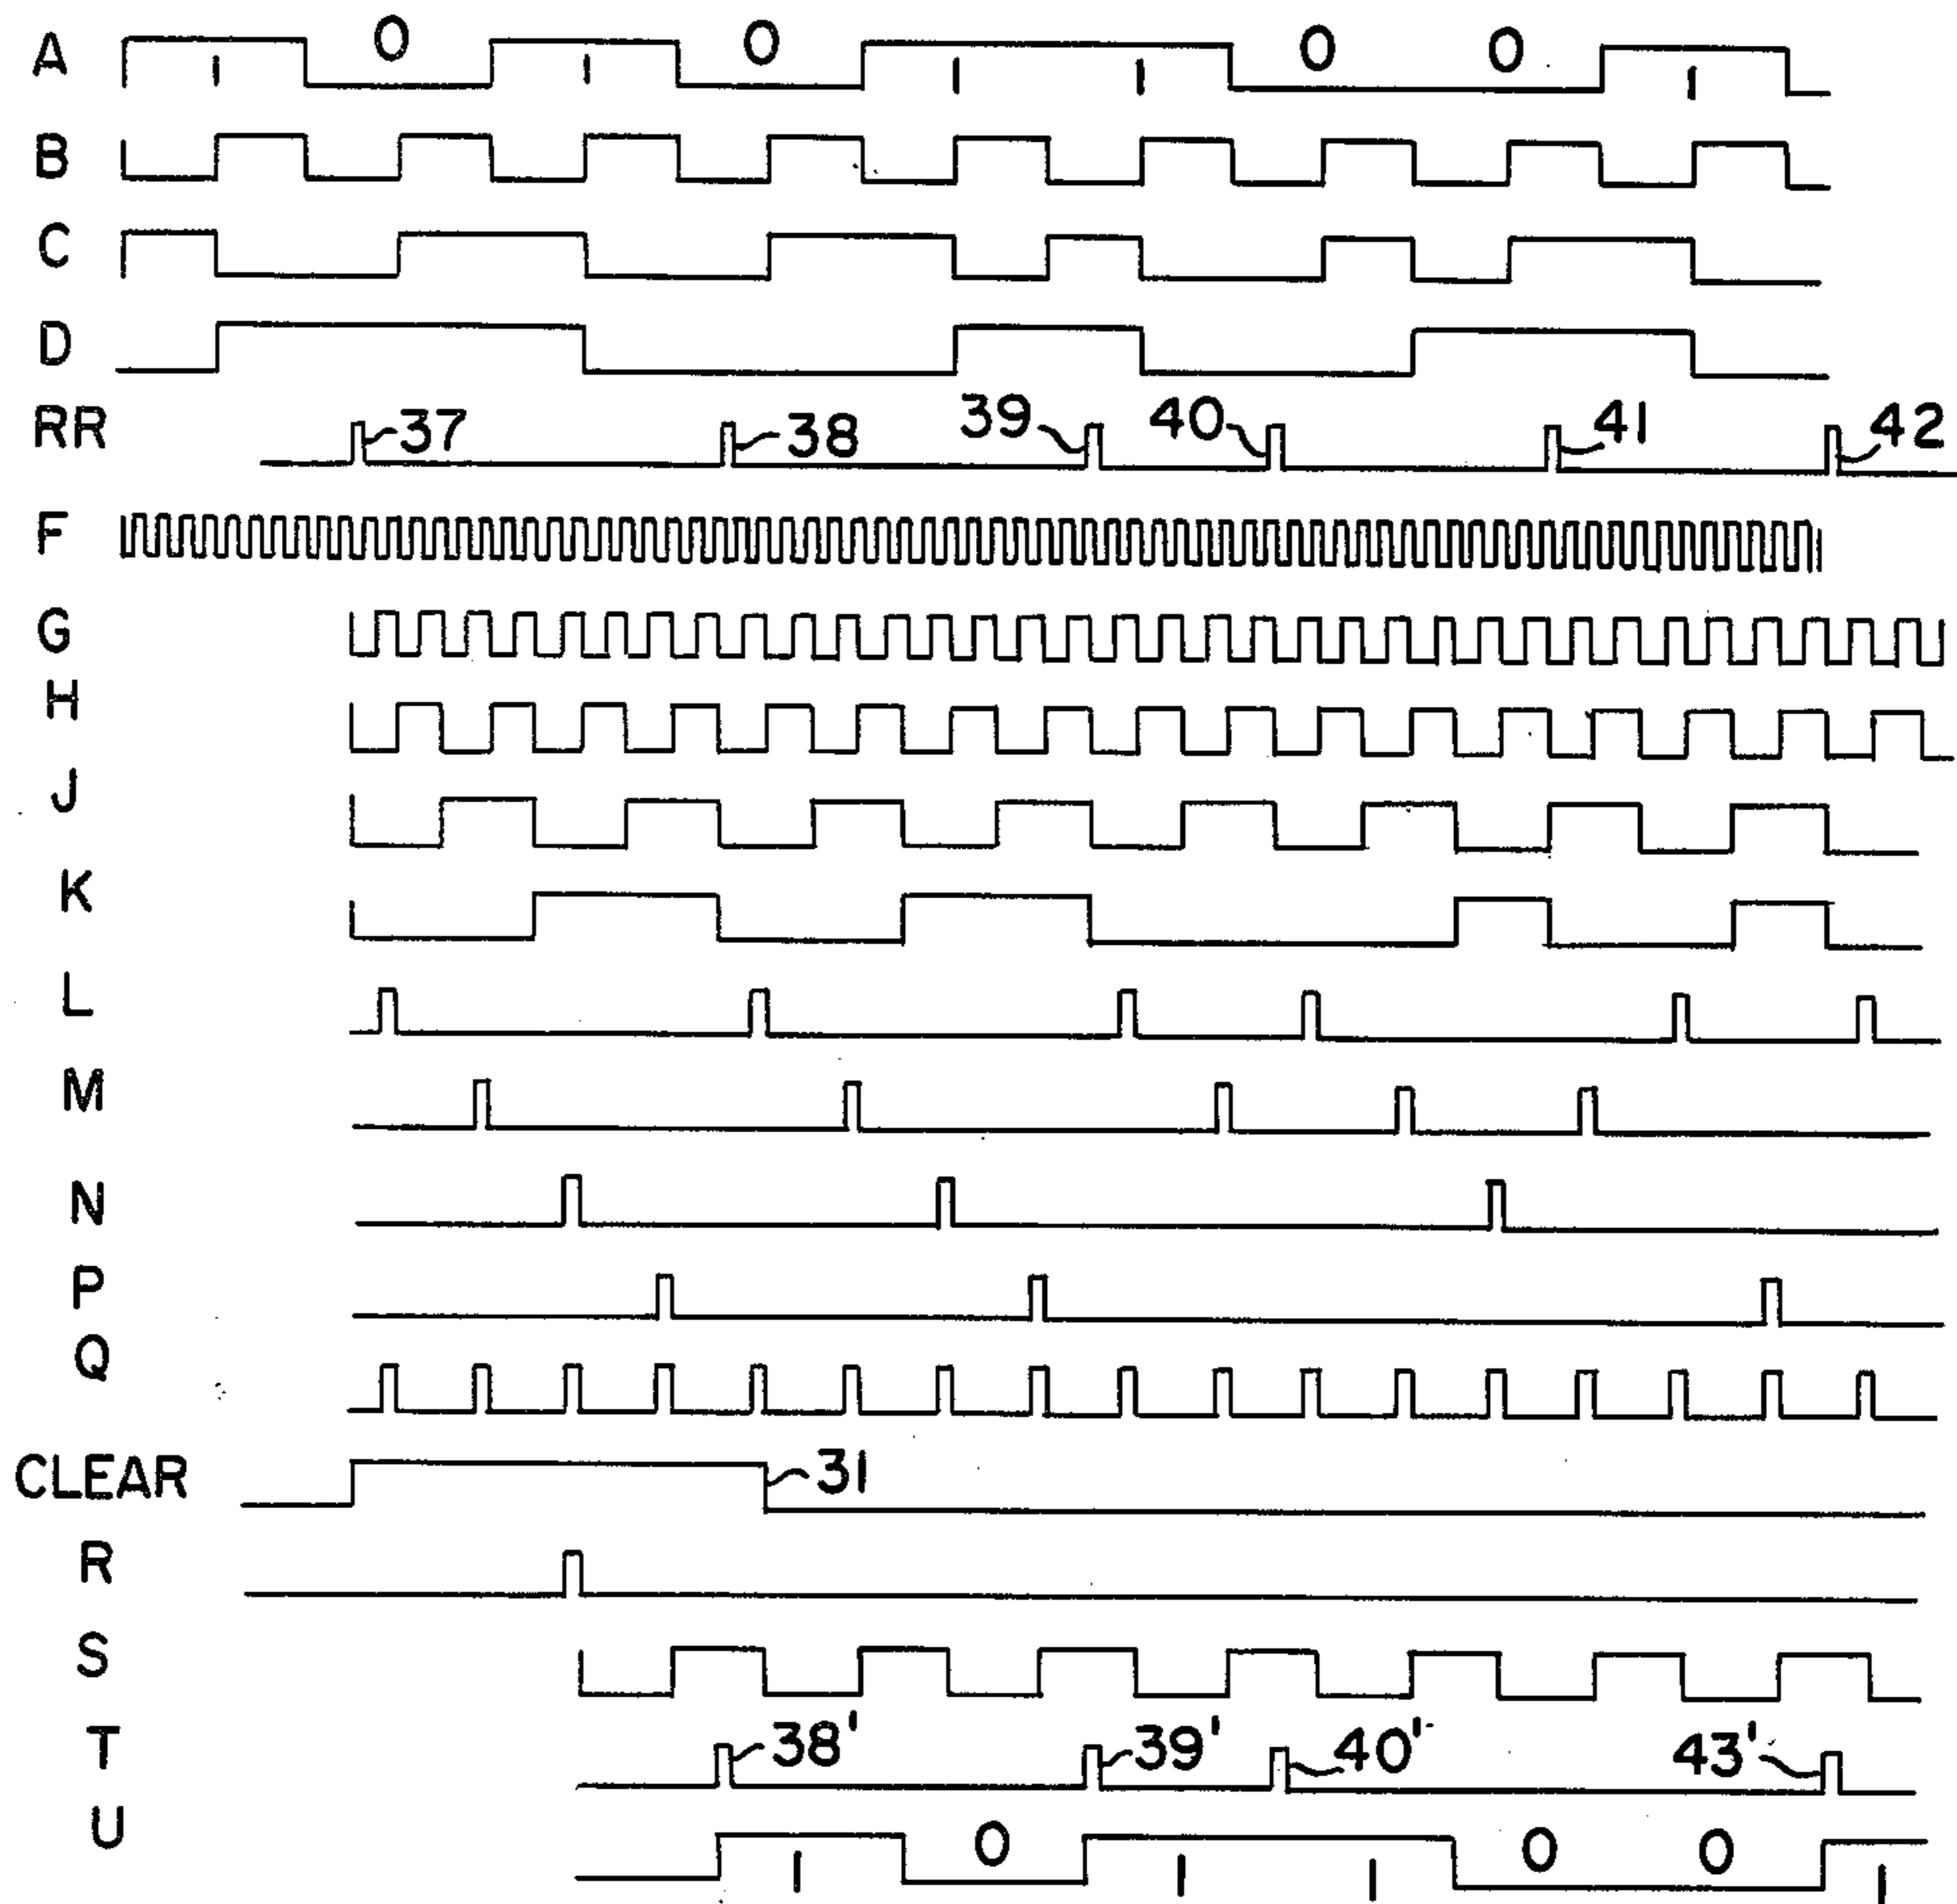 A 1 0 1 0 1 1 0 0 1
B
C
D
RR 37 38 39 40 41 42
F
G
H
J
K
L
M
N
P
Q
CLEAR 31
R
S
T 38' 39' 40' 43'
U 1 0 1 1 0 0 1